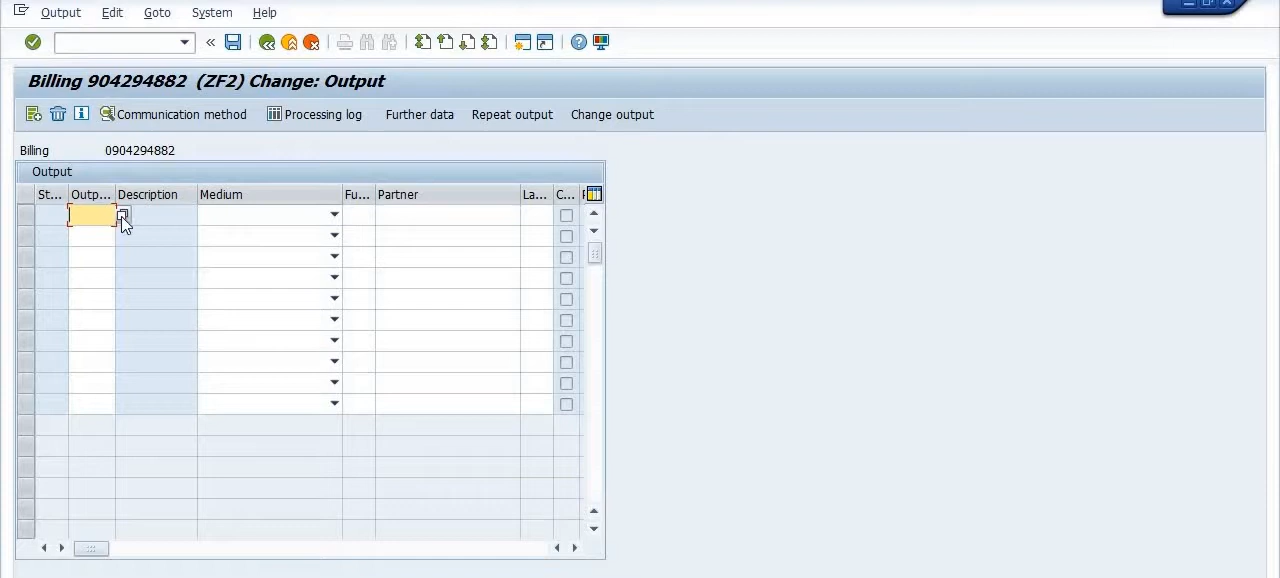 Output Edit Goto System Help
Billing 904294882 (ZF2) Change: Output
Communication method Processing log Further data Repeat output Change output
Billing 0904294882
Output
St... Outp... Description Medium Fu... Partner La... C...